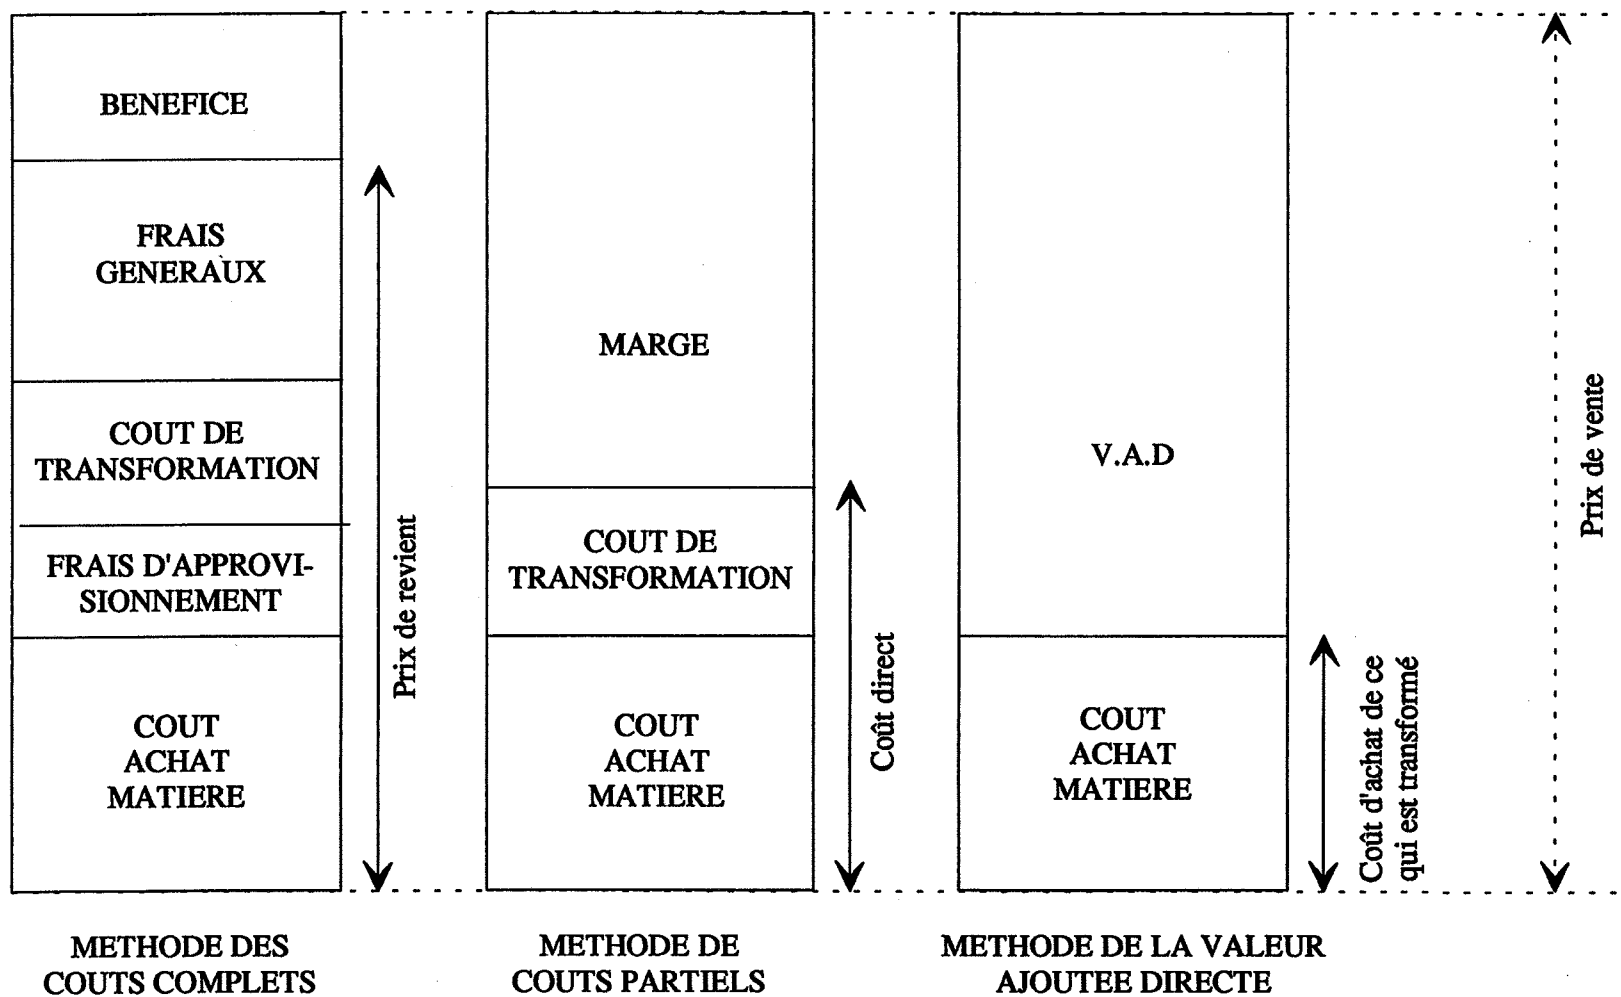 BENEFICE
FRAIS
GENERAUX
COUT DE
TRANSFORMATION
FRAIS D'APPROVI-
SIONNEMENT
COUT
ACHAT
MATIERE
Prix de revient
METHODE DES
COUTS COMPLETS
MARGE
COUT DE
TRANSFORMATION
COUT
ACHAT
MATIERE
Coût direct
METHODE DE
COUTS PARTIELS
V.A.D
COUT
ACHAT
MATIERE
Coût d'achat de ce
qui est transformé
METHODE DE LA VALEUR
AJOUTEE DIRECTE
Prix de vente